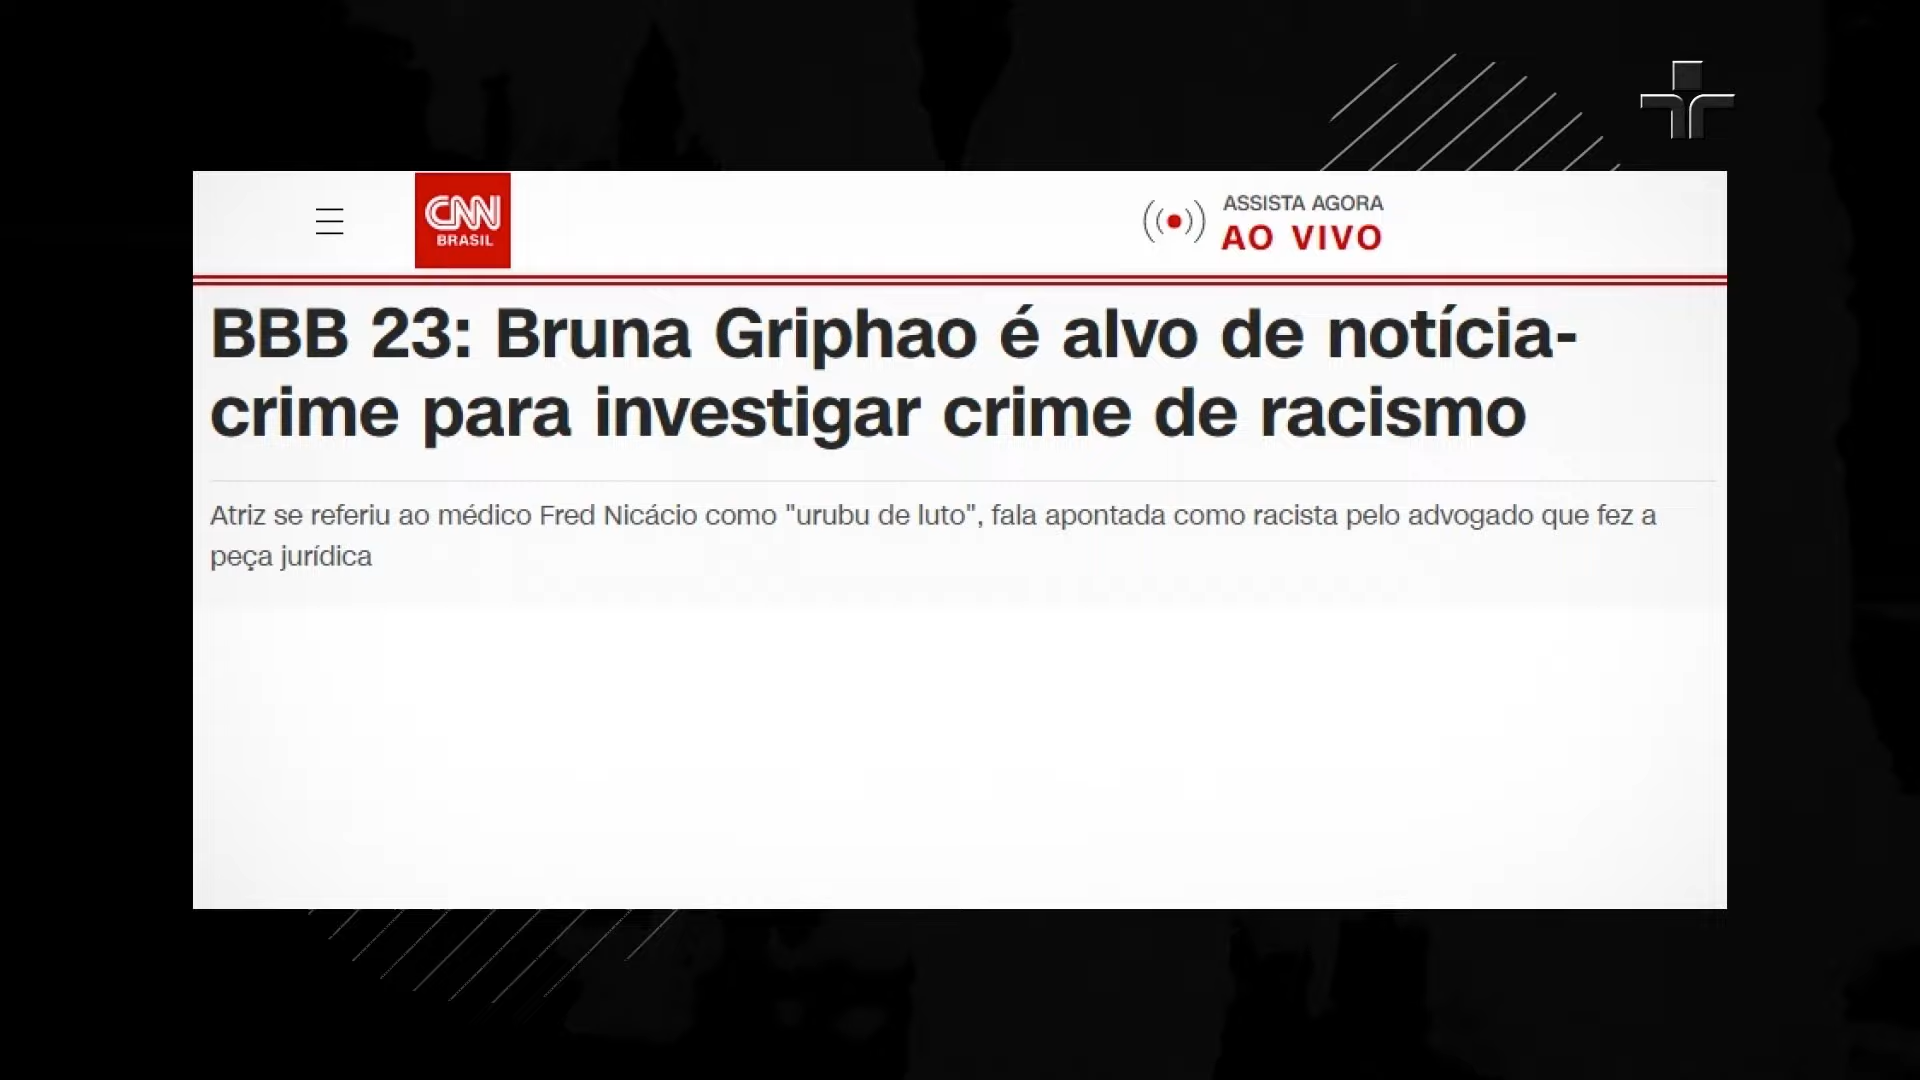 CNN
BRASIL
ASSISTA AGORA
AO VIVO
BBB 23: Bruna Griphao é alvo de notícia-
crime para investigar crime de racismo
Atriz se referiu ao médico Fred Nicácio como "urubu de luto", fala apontada como racista pelo advogado que fez a
peça jurídica